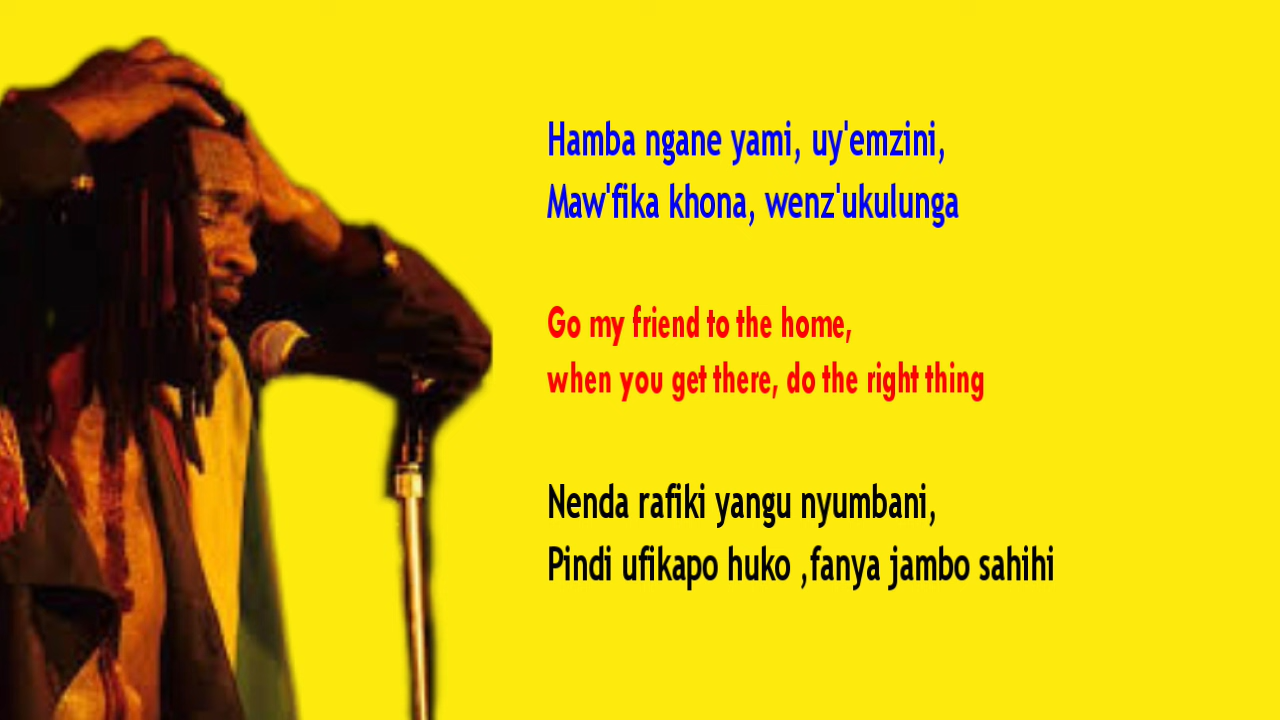 Hamba ngane yami, uy'emzini,
Maw'fika khona, wenz'ukulunga
Go my friend to the home,
when you get there, do the right thing
Nenda rafiki yangu nyumbani,
Pindi ufikapo huko ,fanya jambo sahihi